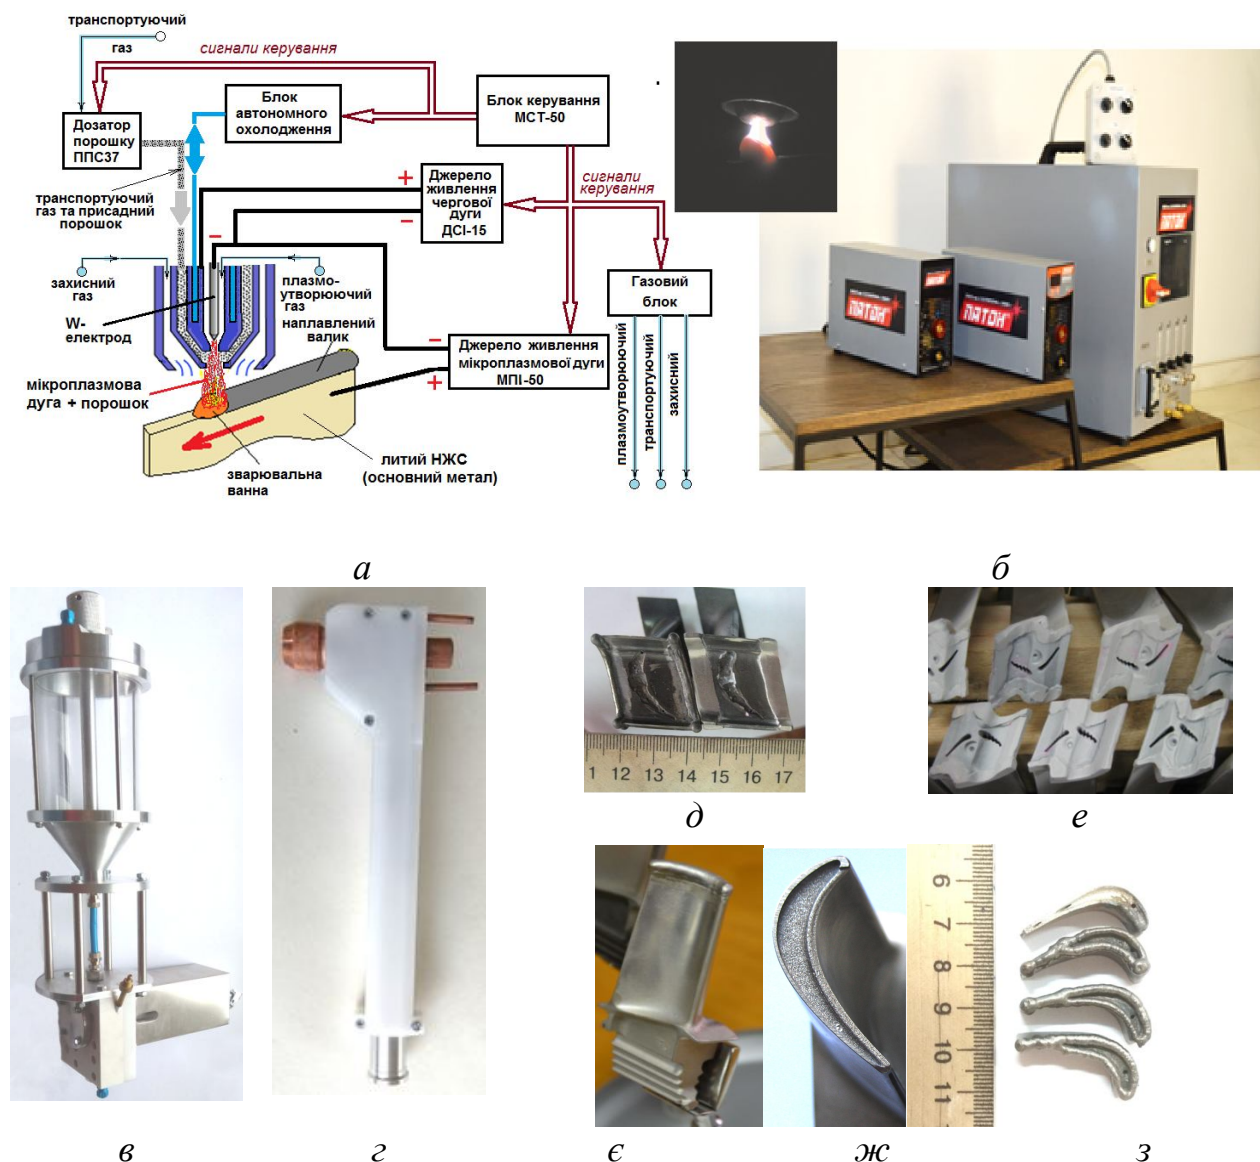 транспортуючий
газ
сигнали керування
Дозатор
порошку
ППС37
Блок
автономного
охолодження
Блок керування
МСТ-50
транспортуючий
газ та присадний
порошок
Джерело
живлення
чергової
дуги
ДСІ-15
сигнали
керування
+
–
–
захисний
газ
плазмо-
утворюючий
газ
W-
електрод
наплавлений
валик
Газовий
блок
мікроплазмова
дуга + порошок
–
+
Джерело живлення
мікроплазмової дуги
МПІ-50
зварювальна
ванна
литий НЖС
(основний метал)
плазмоутворюючий
транспортуючий
захисний
ПАТОН
ПАТОН
ПАТОН
а
б
1 12 13 14 15 16 17
д
е
6
7
8
9
10
11
в
г
є
ж
з